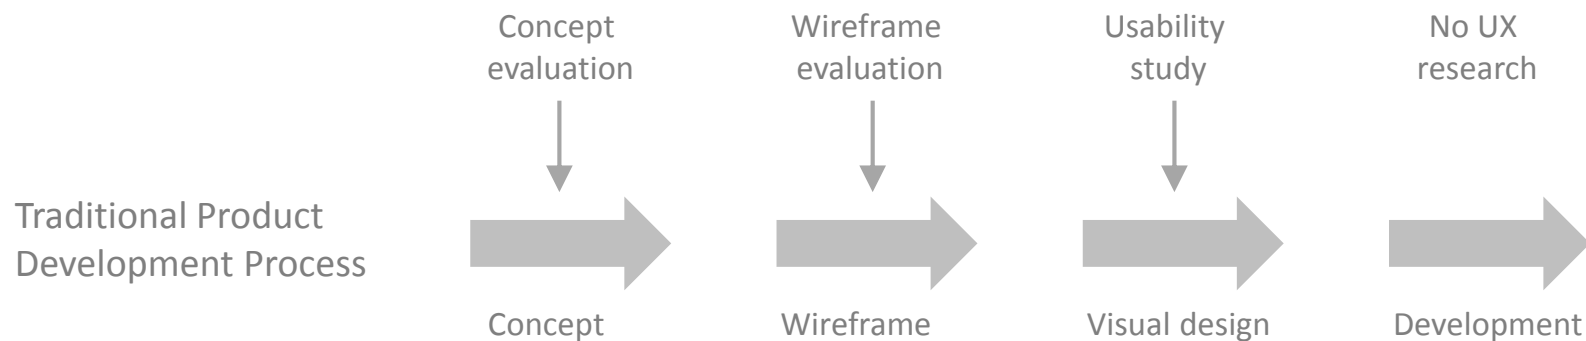 Concept
evaluation
Wireframe
evaluation
Usability
study
No UX
research
Traditional Product
Development Process
Concept
Wireframe
Visual design
Development